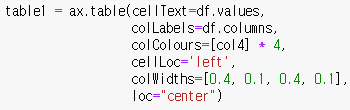 table1 = ax.table(cellText=df.values,
                  colLabels=df.columns,
                  colColours=[col4] * 4,
                  cellLoc='left',
                  colWidths=[0.4, 0.1, 0.4, 0.1],
                  loc="center")